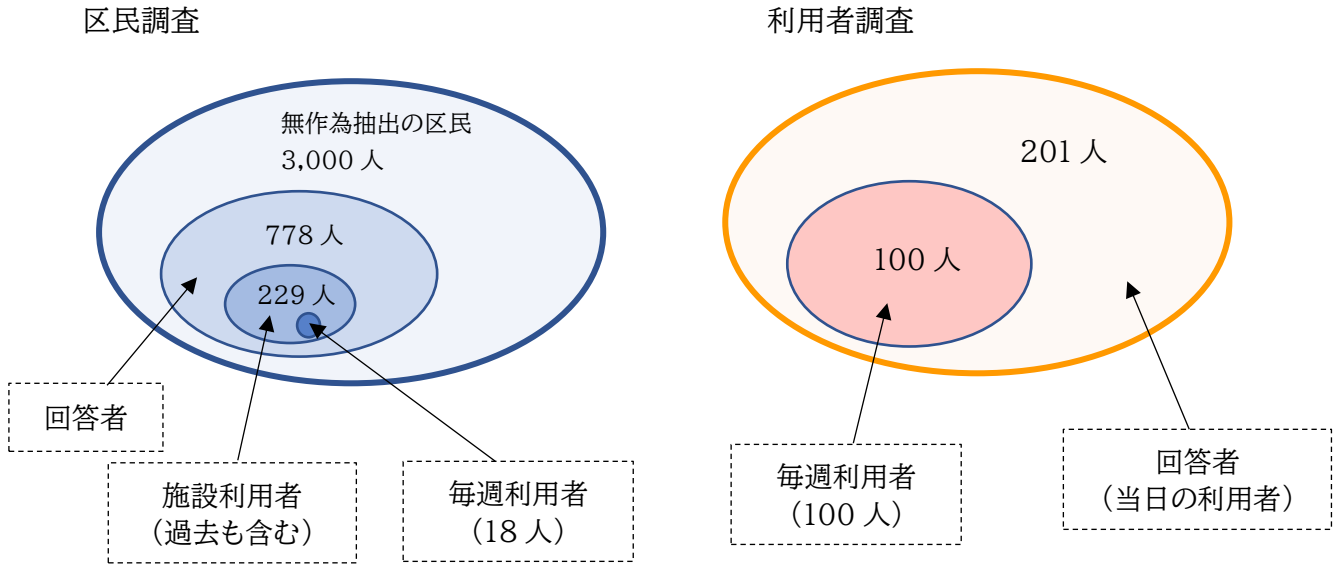 区民調査
無作為抽出の区民
3,000 人
778 人
229 人
回答者
施設利用者
（過去も含む）
毎週利用者
（18 人）
利用者調査
201 人
100 人
毎週利用者
（100 人）
回答者
（当日の利用者）